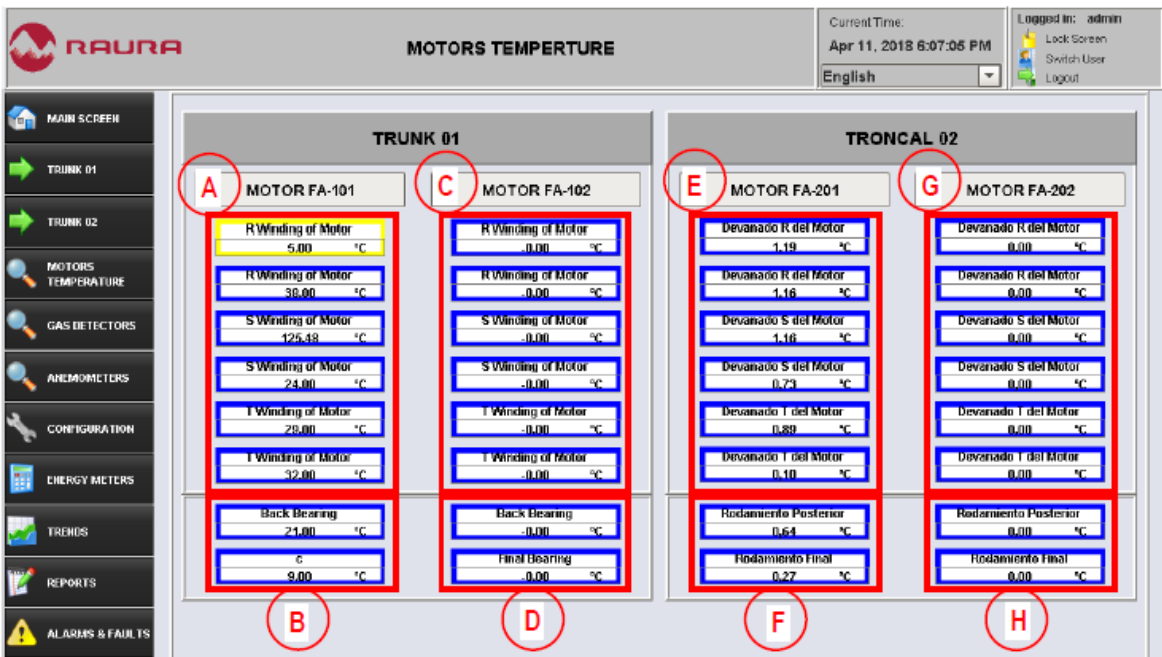 RAURA
MOTORS TEMPERTURE
Current Time:
Apr 11, 2018 6:07:05 PM
English
Logged in: admin
Lock Screen
Switch User
Logout
MAIN SCREEN
TRUNK 01
TRUNK 02
MOTORS
TEMPERATURE
GAS DETECTORS
ANEMOMETERS
CONFIGURATION
ENERGY METERS
TRENDS
REPORTS
ALARMS & FAULTS
TRUNK 01
A
MOTOR FA-101
R Winding of Motor
5.00 °C
R Winding of Motor
38.00 °C
S Winding of Motor
125.48 °C
S Winding of Motor
24.00 °C
T Winding of Motor
29.00 °C
T Winding of Motor
32.00 °C
Back Bearing
21.00 °C
c
9.00 °C
B
C
MOTOR FA-102
R Winding of Motor
-0.00 °C
R Winding of Motor
-0.00 °C
S Winding of Motor
-0.00 °C
S Winding of Motor
-0.00 °C
T Winding of Motor
-0.00 °C
T Winding of Motor
-0.00 °C
Back Bearing
-0.00 °C
Final Bearing
-0.00 °C
D
TRONCAL 02
E
MOTOR FA-201
Devanado R del Motor
1.19 °C
Devanado R del Motor
1.16 °C
Devanado S del Motor
1.16 °C
Devanado S del Motor
0.73 °C
Devanado T del Motor
0.89 °C
Devanado T del Motor
0.10 °C
Rodamiento Posterior
0.64 °C
Rodamiento Final
0.27 °C
F
G
MOTOR FA-202
Devanado R del Motor
0.00 °C
Devanado R del Motor
0.00 °C
Devanado S del Motor
0.00 °C
Devanado S del Motor
0.00 °C
Devanado T del Motor
0.00 °C
Devanado T del Motor
0.00 °C
Rodamiento Posterior
0.00 °C
Rodamiento Final
0.00 °C
H